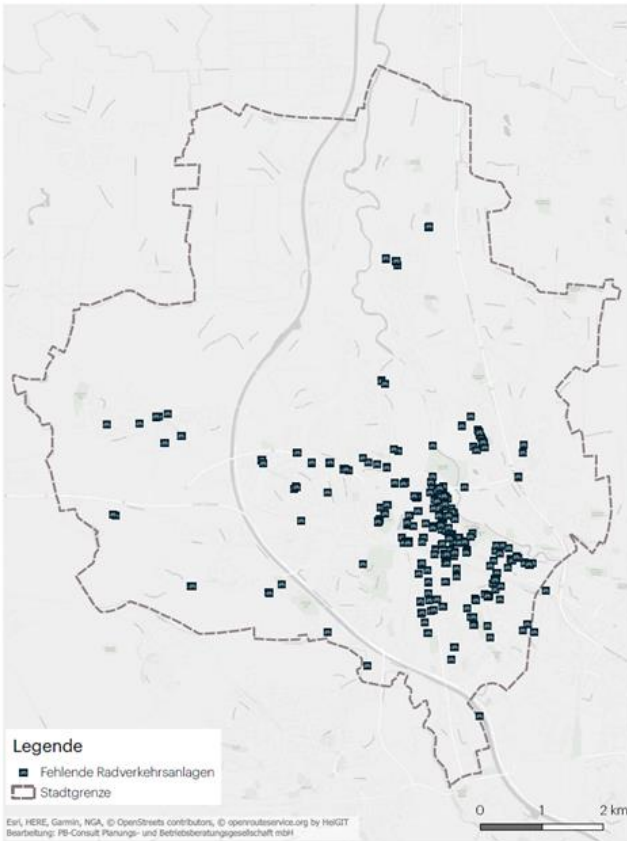 Legende
Fehlende Radverkehrsanlagen
Stadtgrenze
0 1 2 km
Esri, HERE, Garmin, NGA, © OpenStreets contributors, © openrouteservice.org by HeiGIT
Bearbeitung: PB-Consult Planungs- und Betriebsberatungsgesellschaft mbH